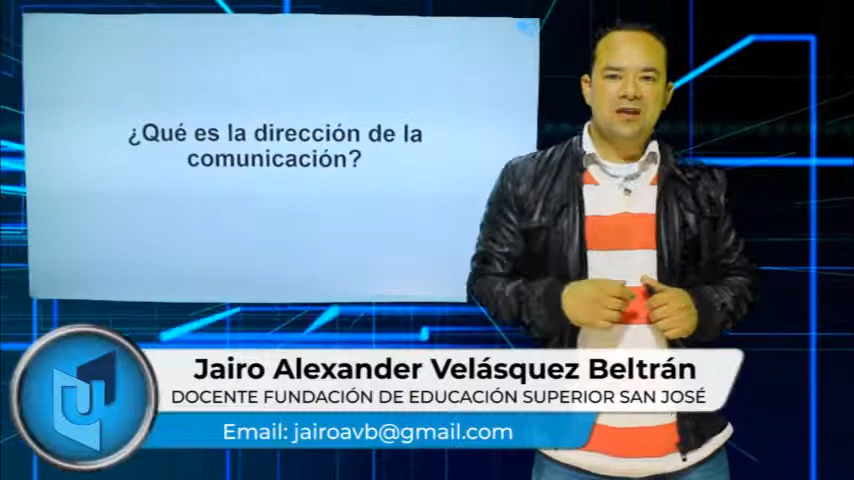 ¿Qué es la dirección de la
comunicación?
Jairo Alexander Velásquez Beltrán
DOCENTE FUNDACIÓN DE EDUCACIÓN SUPERIOR SAN JOSÉ
Email: jairoavb@gmail.com